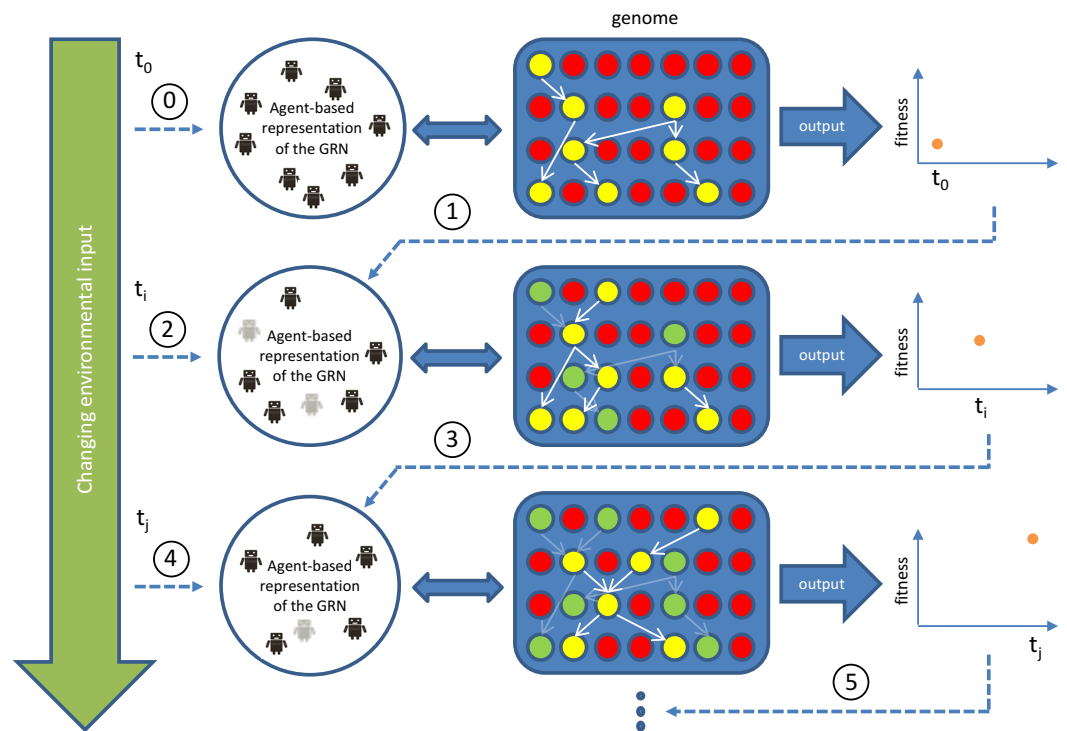 genome
t0
0
Agent-based
representation
of the GRN
output
fitness
t0
1
Changing environmental input
ti
2
Agent-based
representation
of the GRN
output
fitness
ti
3
tj
4
Agent-based
representation
of the GRN
output
fitness
tj
5